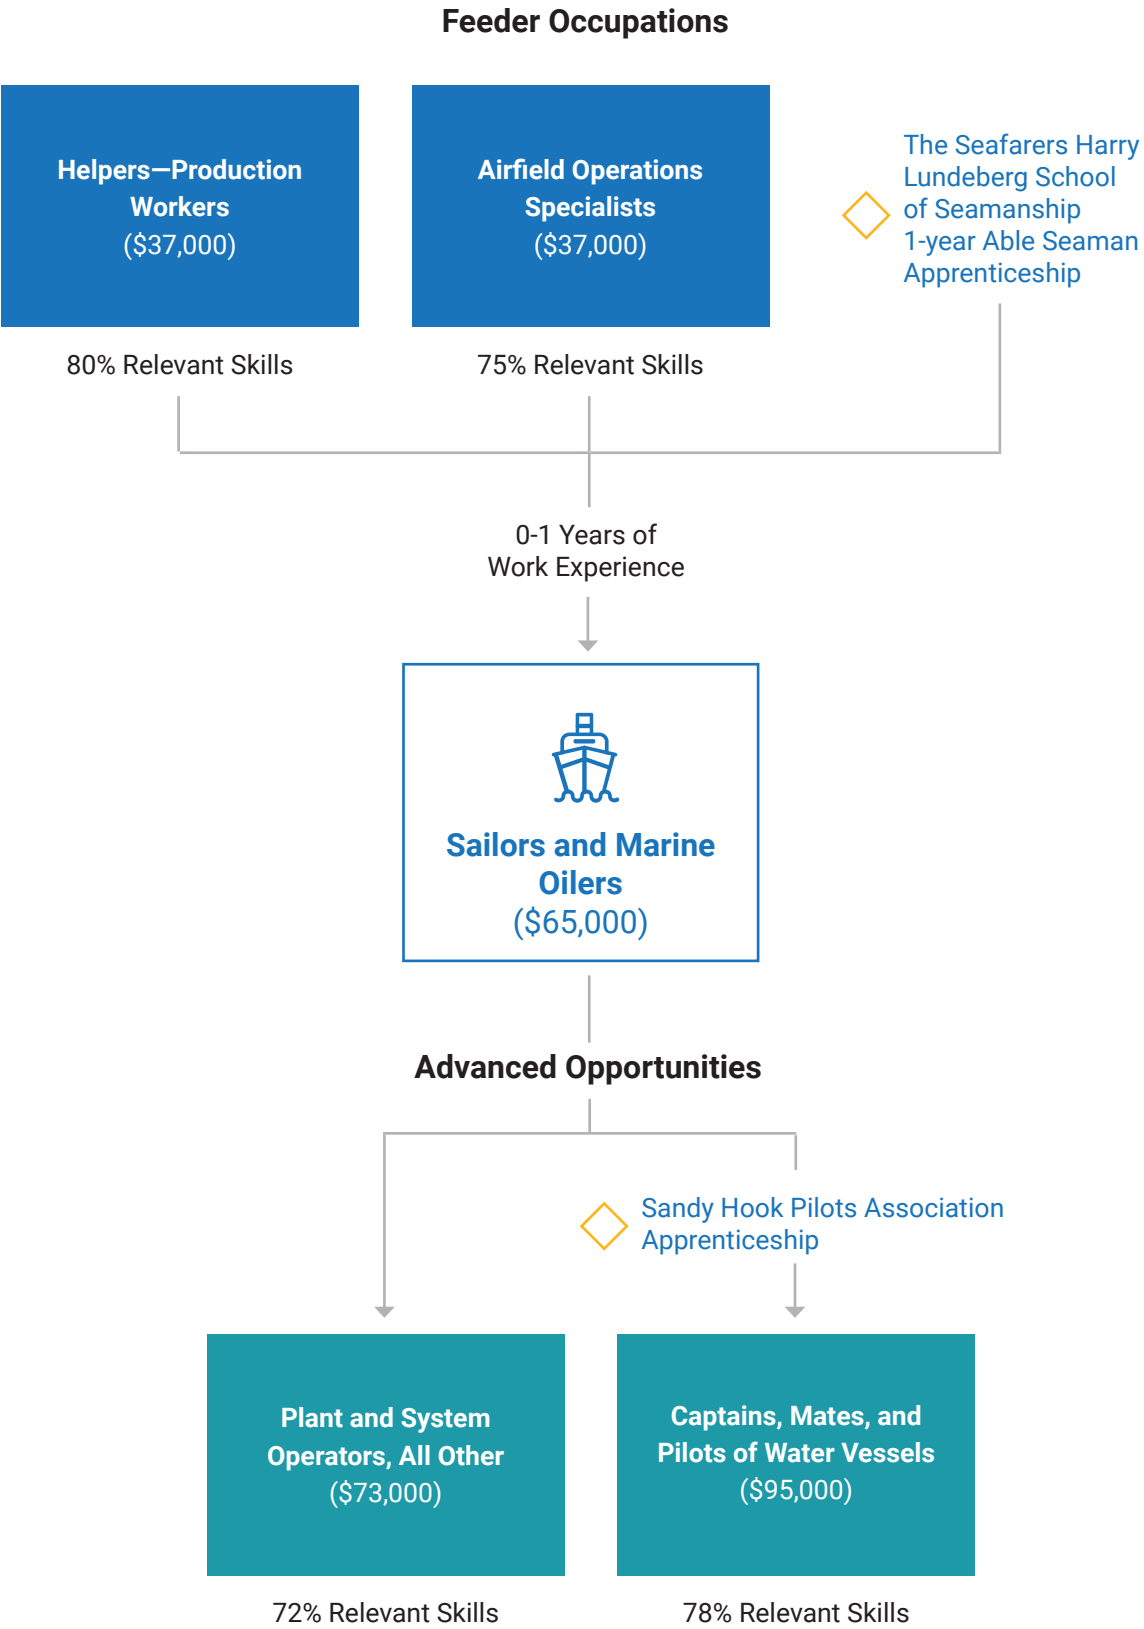 Feeder Occupations
Helpers—Production
Workers
($37,000)
Airfield Operations
Specialists
($37,000)
The Seafarers Harry
Lundeberg School
of Seamanship
1-year Able Seaman
Apprenticeship
80% Relevant Skills
75% Relevant Skills
0-1 Years of
Work Experience
Sailors and Marine
Oilers
($65,000)
Advanced Opportunities
Sandy Hook Pilots Association
Apprenticeship
Plant and System
Operators, All Other
($73,000)
Captains, Mates, and
Pilots of Water Vessels
($95,000)
72% Relevant Skills
78% Relevant Skills